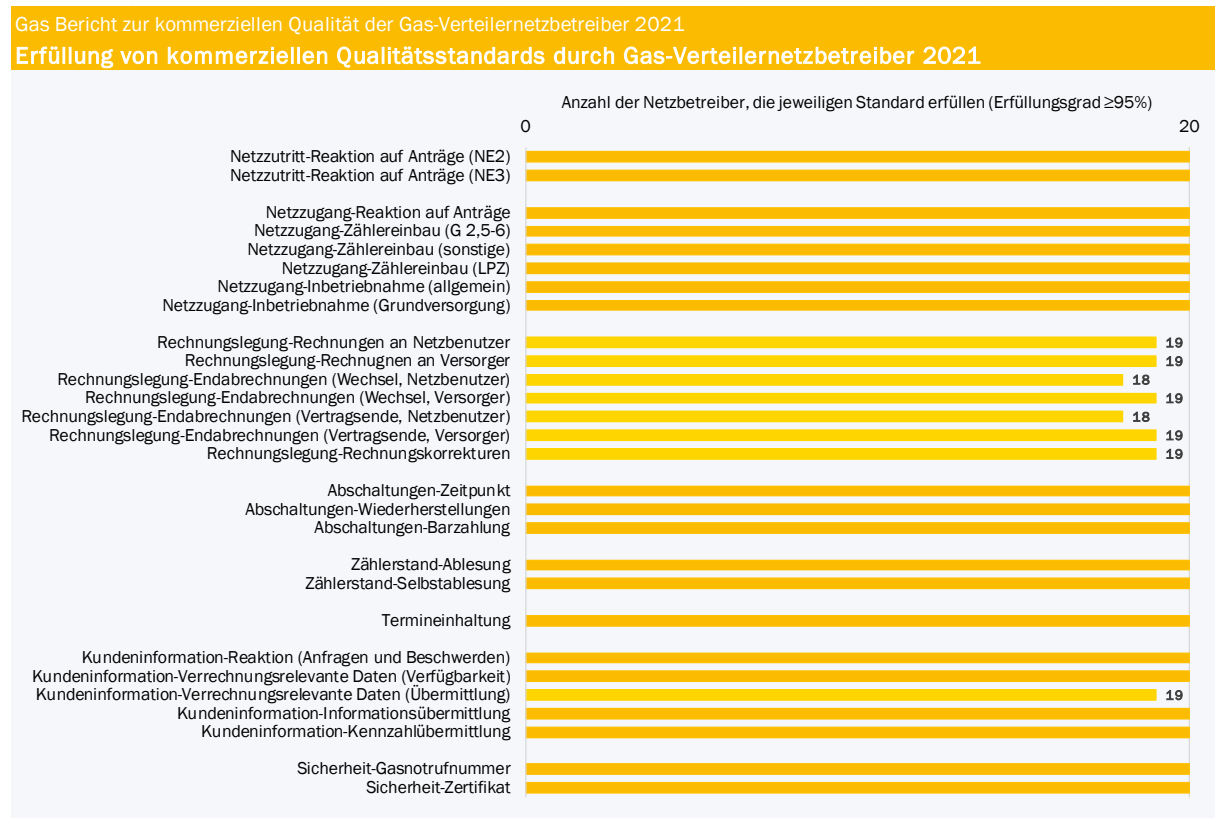 Gas Bericht zur kommerziellen Qualität der Gas-Verteilernetzbetreiber 2021
Erfüllung von kommerziellen Qualitätsstandards durch Gas-Verteilernetzbetreiber 2021
Anzahl der Netzbetreiber, die jeweiligen Standard erfüllen (Erfüllungsgrad ≥95%)
0 20
Netzzutritt-Reaktion auf Anträge (NE2)
Netzzutritt-Reaktion auf Anträge (NE3)
Netzzugang-Reaktion auf Anträge
Netzzugang-Zählereinbau (G 2,5-6)
Netzzugang-Zählereinbau (sonstige)
Netzzugang-Zählereinbau (LPZ)
Netzzugang-Inbetriebnahme (allgemein)
Netzzugang-Inbetriebnahme (Grundversorgung)
Rechnungslegung-Rechnungen an Netzbenutzer 19
Rechnungslegung-Rechnugnen an Versorger 19
Rechnungslegung-Endabrechnungen (Wechsel, Netzbenutzer) 18
Rechnungslegung-Endabrechnungen (Wechsel, Versorger) 19
Rechnungslegung-Endabrechnungen (Vertragsende, Netzbenutzer) 18
Rechnungslegung-Endabrechnungen (Vertragsende, Versorger) 19
Rechnungslegung-Rechnungskorrekturen 19
Abschaltungen-Zeitpunkt
Abschaltungen-Wiederherstellungen
Abschaltungen-Barzahlung
Zählerstand-Ablesung
Zählerstand-Selbstablesung
Termineinhaltung
Kundeninformation-Reaktion (Anfragen und Beschwerden)
Kundeninformation-Verrechnungsrelevante Daten (Verfügbarkeit)
Kundeninformation-Verrechnungsrelevante Daten (Übermittlung) 19
Kundeninformation-Informationsübermittlung
Kundeninformation-Kennzahlübermittlung
Sicherheit-Gasnotrufnummer
Sicherheit-Zertifikat